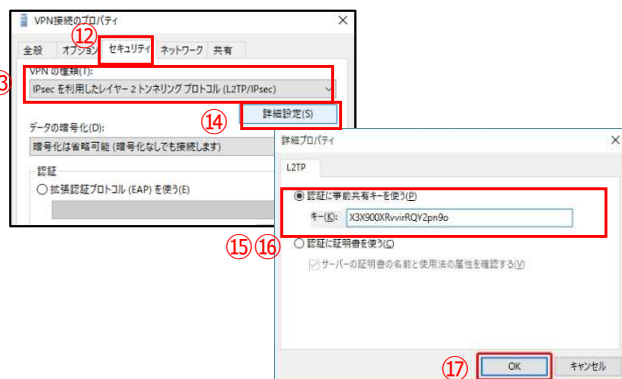 VPN接続のプロパティ
⑫
全般 オプション セキュリティ ネットワーク 共有
VPN の種類(T):
IPsec を利用したレイヤー 2 トンネリング プロトコル (L2TP/IPsec)
⑭
詳細設定(S)
データの暗号化(D):
暗号化は省略可能 (暗号化なしでも接続します)
認証
拡張認証プロトコル (EAP) を使う(E)
詳細プロパティ
L2TP
認証に事前共有キーを使う(P)
キー(K): X3X900XRvvirRQY2pn9o
⑮ ⑯
認証に証明書を使う(C)
サーバーの証明書の名前と使用法の属性を確認する(V)
⑰
OK キャンセル